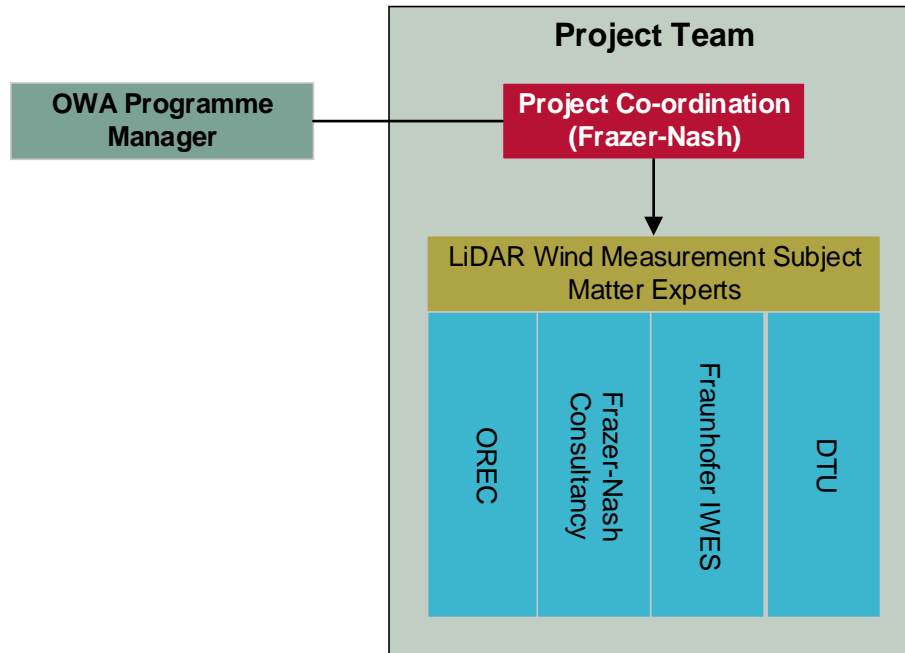 Project Team
OWA Programme
Manager
Project Co-ordination
(Frazer-Nash)
LiDAR Wind Measurement Subject
Matter Experts
OREC
Frazer-Nash
Consultancy
Fraunhofer IWES
DTU